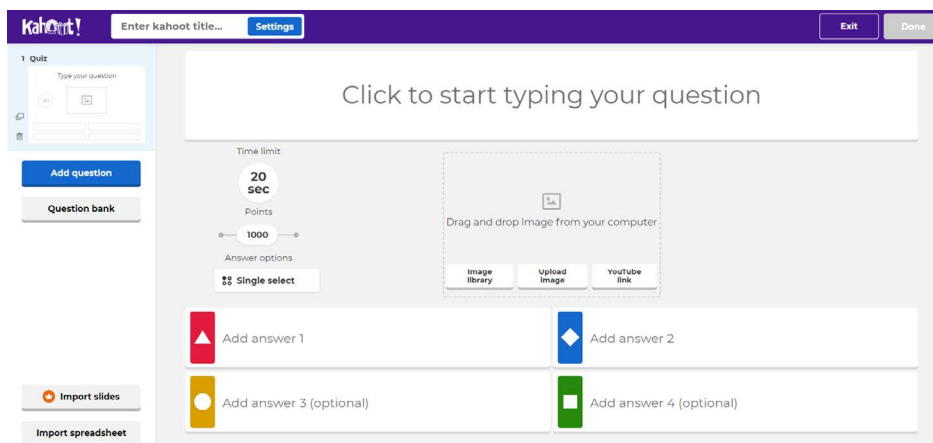 Kahoot!
Enter kahoot title...
Settings
Exit
Done
1 Quiz
Type your question
Add question
Question bank
Import slides
Import spreadsheet
Click to start typing your question
Time limit
20
sec
Points
1000
Answer options
Single select
Drag and drop image from your computer
Image
library
Upload
image
YouTube
link
Add answer 1
Add answer 2
Add answer 3 (optional)
Add answer 4 (optional)